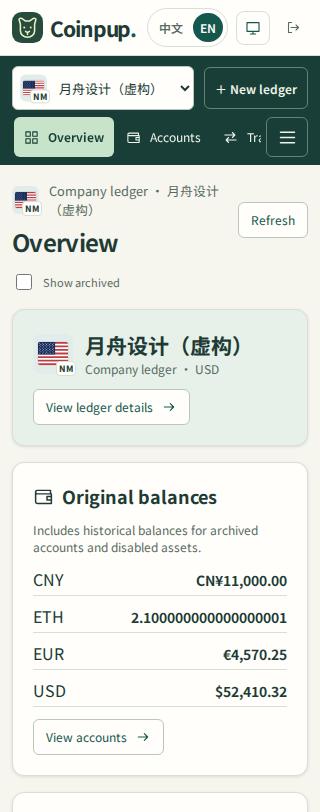 Coinpup.
中文
EN
NM
月舟设计（虚构）
+ New ledger
Overview
Accounts
Tra
NM
Company ledger · 月舟设计
（虚构）
Overview
Refresh
Show archived
NM
月舟设计（虚构）
Company ledger · USD
View ledger details →
Original balances
Includes historical balances for archived
accounts and disabled assets.
CNY CN¥11,000.00
ETH 2.100000000000000001
EUR €4,570.25
USD $52,410.32
View accounts →